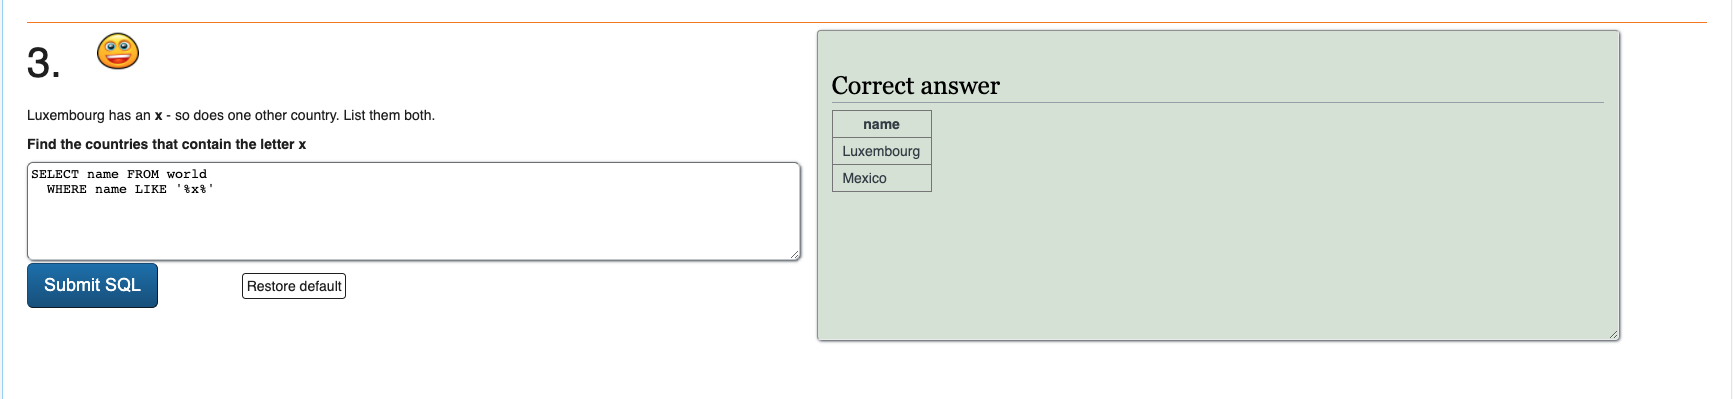 3.
Luxembourg has an x - so does one other country. List them both.
Find the countries that contain the letter x
SELECT name FROM world
  WHERE name LIKE '%x%'
Submit SQL
Restore default
Correct answer
name
Luxembourg
Mexico